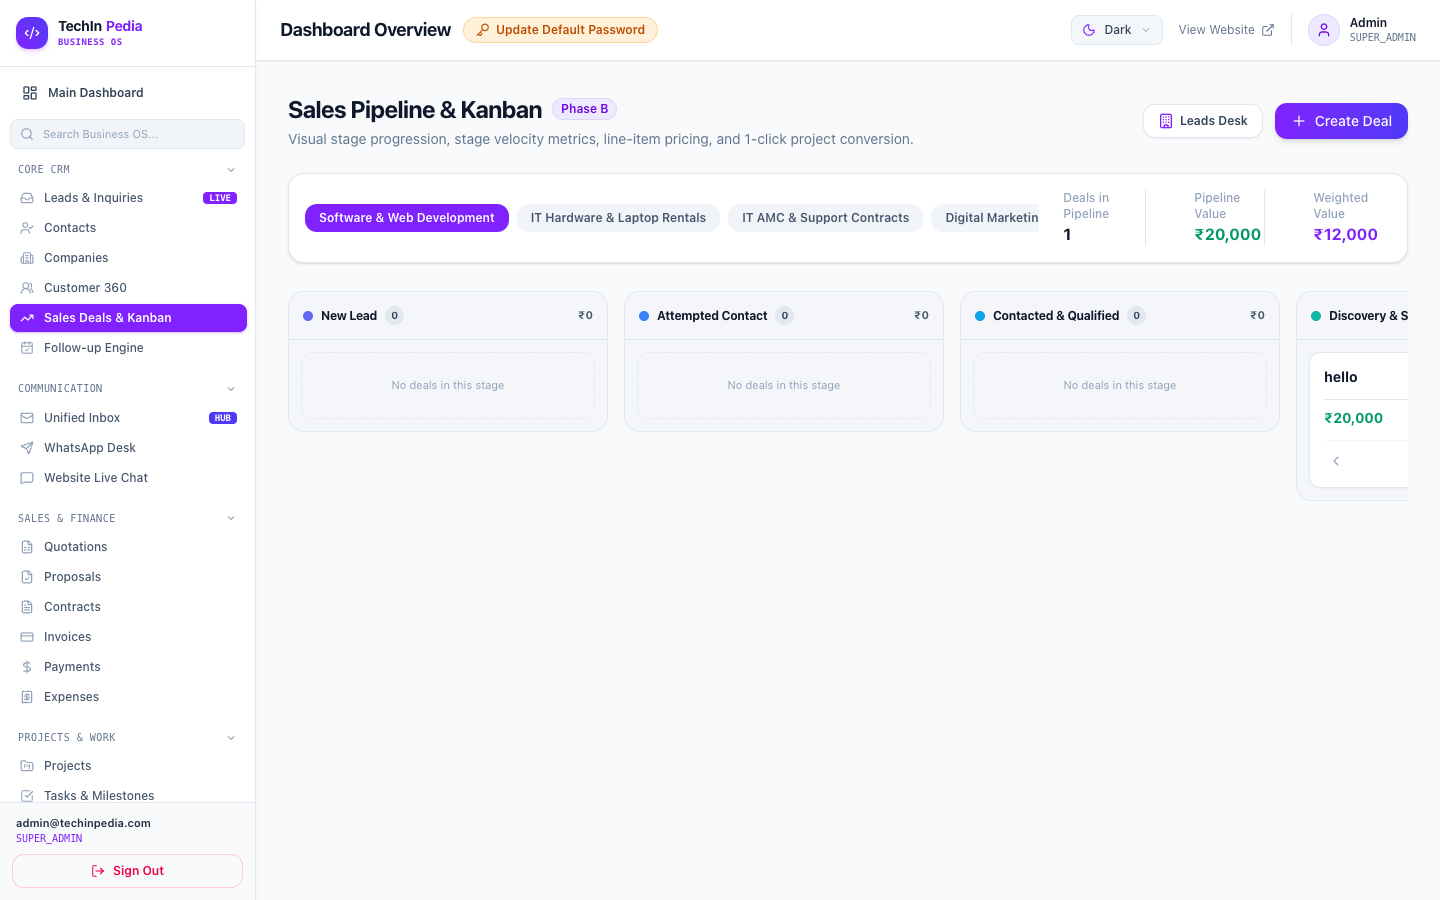 TechIn Pedia
BUSINESS OS
Main Dashboard
Search Business OS...
CORE CRM
Leads & Inquiries LIVE
Contacts
Companies
Customer 360
Sales Deals & Kanban
Follow-up Engine
COMMUNICATION
Unified Inbox HUB
WhatsApp Desk
Website Live Chat
SALES & FINANCE
Quotations
Proposals
Contracts
Invoices
Payments
Expenses
PROJECTS & WORK
Projects
Tasks & Milestones
admin@techinpedia.com
SUPER_ADMIN
Sign Out
Dashboard Overview
Update Default Password
Dark
View Website
Admin
SUPER_ADMIN
Sales Pipeline & Kanban Phase B
Visual stage progression, stage velocity metrics, line-item pricing, and 1-click project conversion.
Leads Desk
Create Deal
Software & Web Development
IT Hardware & Laptop Rentals
IT AMC & Support Contracts
Digital Marketin
Deals in
Pipeline
1
Pipeline
Value
₹20,000
Weighted
Value
₹12,000
New Lead 0 ₹0
No deals in this stage
Attempted Contact 0 ₹0
No deals in this stage
Contacted & Qualified 0 ₹0
No deals in this stage
Discovery & S
hello
₹20,000